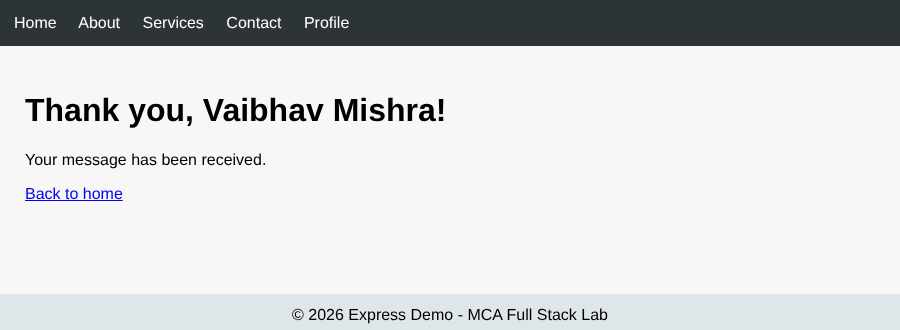 Home About Services Contact Profile
Thank you, Vaibhav Mishra!
Your message has been received.
Back to home
© 2026 Express Demo - MCA Full Stack Lab